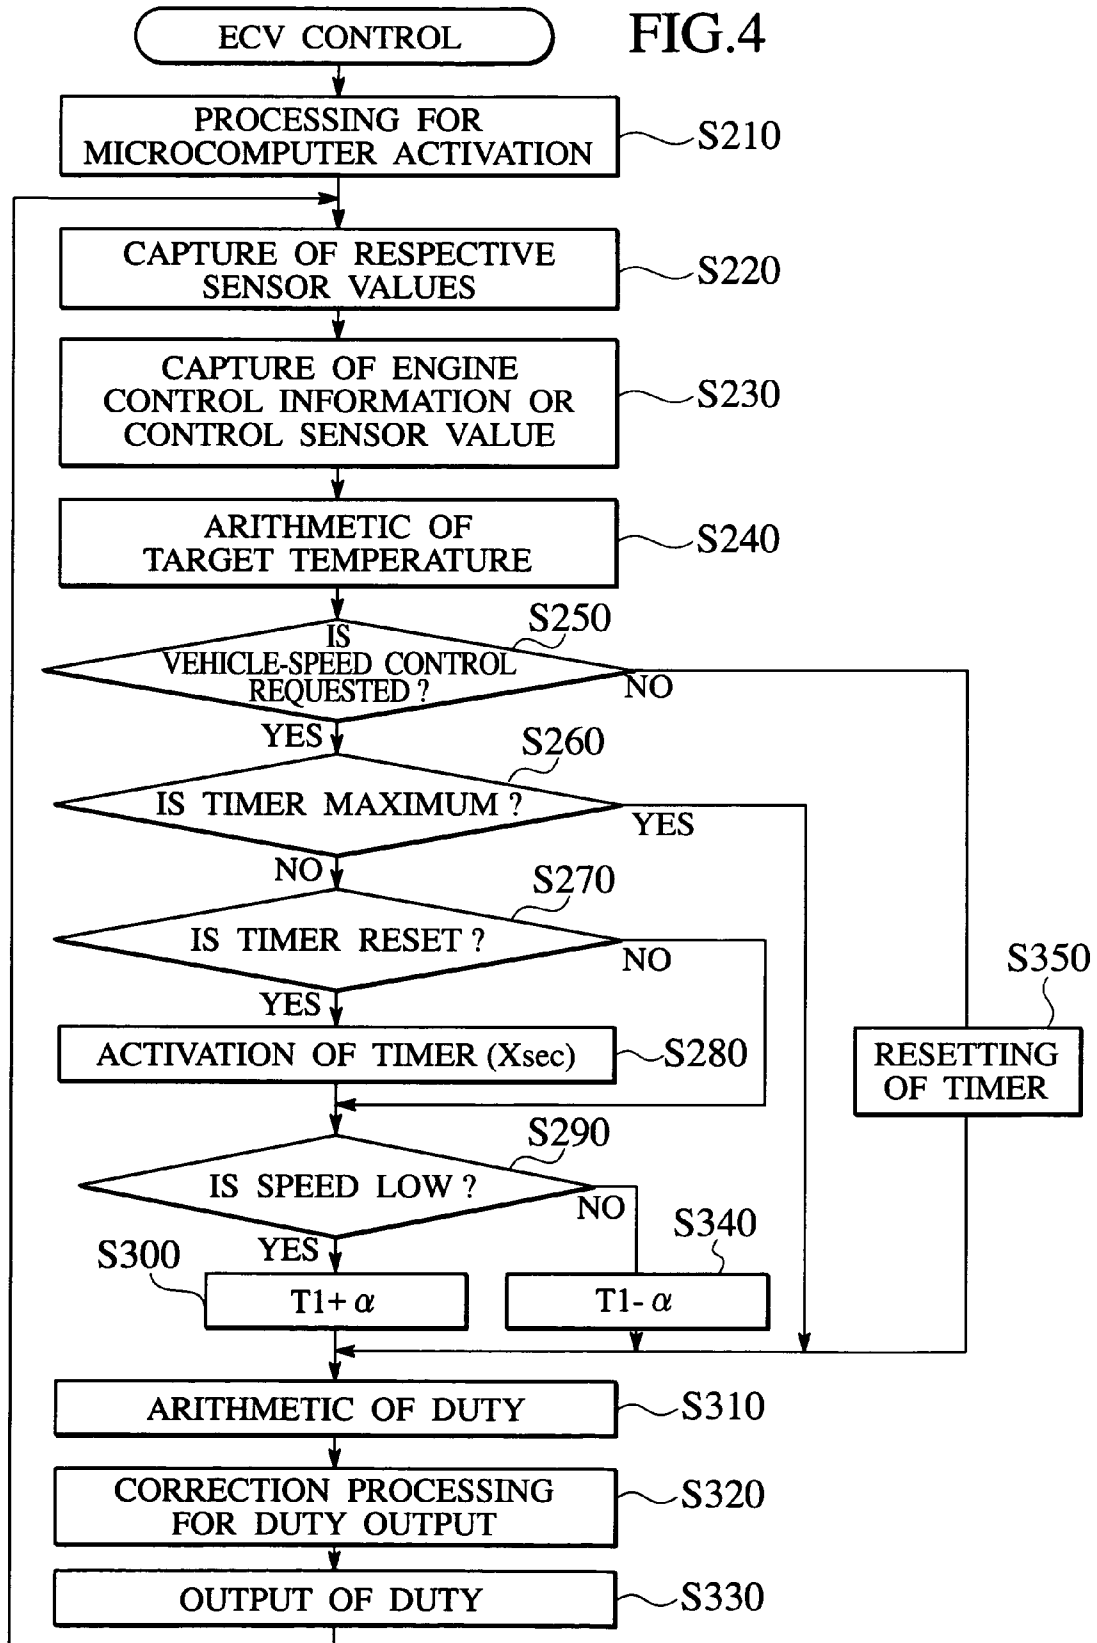 ECV CONTROL
FIG.4
PROCESSING FOR
MICROCOMPUTER ACTIVATION
S210
CAPTURE OF RESPECTIVE
SENSOR VALUES
S220
CAPTURE OF ENGINE
CONTROL INFORMATION OR
CONTROL SENSOR VALUE
S230
ARITHMETIC OF
TARGET TEMPERATURE
S240
S250
IS
VEHICLE-SPEED CONTROL
REQUESTED ?
NO
YES
S260
IS TIMER MAXIMUM ?
YES
NO
S270
IS TIMER RESET ?
NO
YES
S350
RESETTING
OF TIMER
ACTIVATION OF TIMER (Xsec)
S280
S290
IS SPEED LOW ?
NO
YES
S300
T1+ α
S340
T1- α
ARITHMETIC OF DUTY
S310
CORRECTION PROCESSING
FOR DUTY OUTPUT
S320
OUTPUT OF DUTY
S330